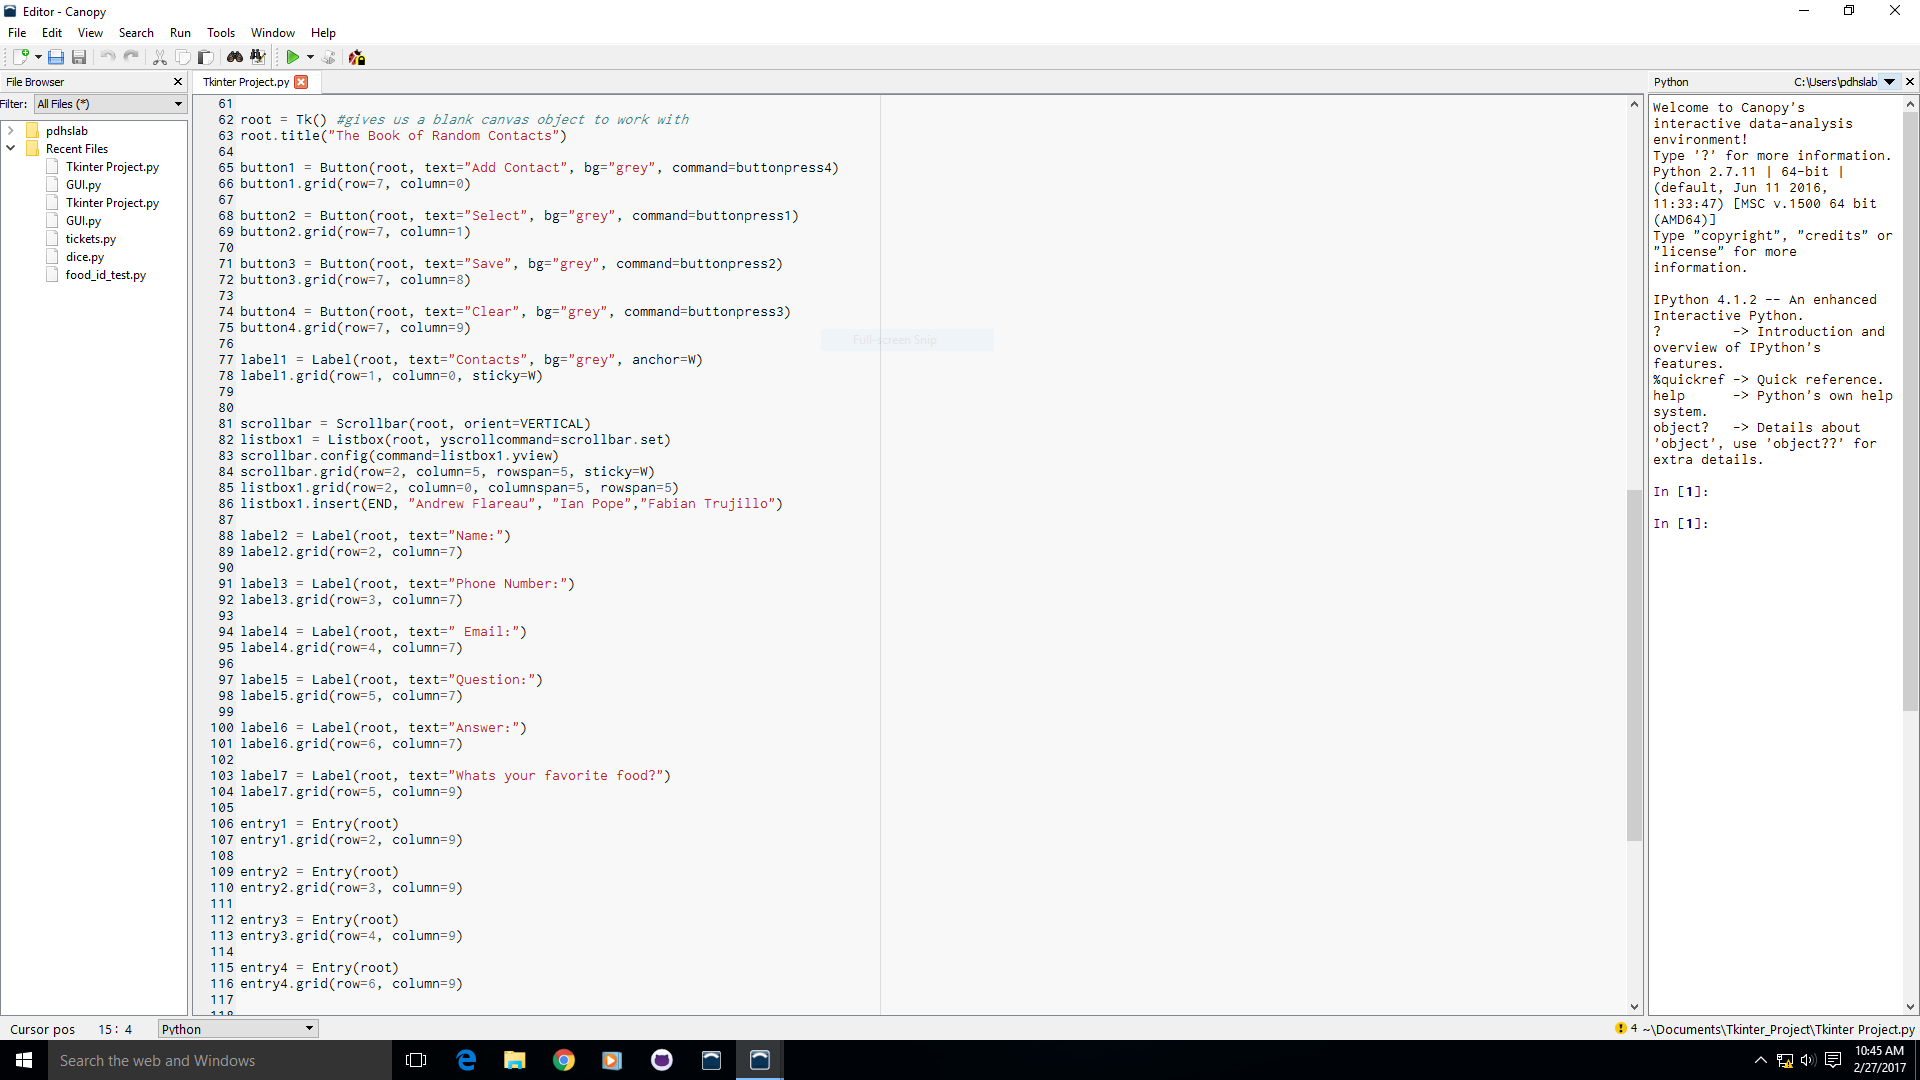 Editor - Canopy
File Edit View Search Run Tools Window Help
File Browser
Filter: All Files (*)
pdhslab
Recent Files
Tkinter Project.py
GUI.py
Tkinter Project.py
GUI.py
tickets.py
dice.py
food_id_test.py
Tkinter Project.py
61
62 root = Tk() #gives us a blank canvas object to work with
63 root.title("The Book of Random Contacts")
64
65 button1 = Button(root, text="Add Contact", bg="grey", command=buttonpress4)
66 button1.grid(row=7, column=0)
67
68 button2 = Button(root, text="Select", bg="grey", command=buttonpress1)
69 button2.grid(row=7, column=1)
70
71 button3 = Button(root, text="Save", bg="grey", command=buttonpress2)
72 button3.grid(row=7, column=8)
73
74 button4 = Button(root, text="Clear", bg="grey", command=buttonpress3)
75 button4.grid(row=7, column=9)
76
Full-screen Snip
77 label1 = Label(root, text="Contacts", bg="grey", anchor=W)
78 label1.grid(row=1, column=0, sticky=W)
79
80
81 scrollbar = Scrollbar(root, orient=VERTICAL)
82 listbox1 = Listbox(root, yscrollcommand=scrollbar.set)
83 scrollbar.config(command=listbox1.yview)
84 scrollbar.grid(row=2, column=5, rowspan=5, sticky=W)
85 listbox1.grid(row=2, column=0, columnspan=5, rowspan=5)
86 listbox1.insert(END, "Andrew Flareau", "Ian Pope","Fabian Trujillo")
87
88 label2 = Label(root, text="Name:")
89 label2.grid(row=2, column=7)
90
91 label3 = Label(root, text="Phone Number:")
92 label3.grid(row=3, column=7)
93
94 label4 = Label(root, text=" Email:")
95 label4.grid(row=4, column=7)
96
97 label5 = Label(root, text="Question:")
98 label5.grid(row=5, column=7)
99
100 label6 = Label(root, text="Answer:")
101 label6.grid(row=6, column=7)
102
103 label7 = Label(root, text="Whats your favorite food?")
104 label7.grid(row=5, column=9)
105
106 entry1 = Entry(root)
107 entry1.grid(row=2, column=9)
108
109 entry2 = Entry(root)
110 entry2.grid(row=3, column=9)
111
112 entry3 = Entry(root)
113 entry3.grid(row=4, column=9)
114
115 entry4 = Entry(root)
116 entry4.grid(row=6, column=9)
117
118
Python C:\Users\pdhslab
Welcome to Canopy's
interactive data-analysis
environment!
Type '?' for more information.
Python 2.7.11 | 64-bit |
(default, Jun 11 2016,
11:33:47) [MSC v.1500 64 bit
(AMD64)]
Type "copyright", "credits" or
"license" for more
information.
IPython 4.1.2 -- An enhanced
Interactive Python.
? -> Introduction and
overview of IPython's
features.
%quickref -> Quick reference.
help -> Python's own help
system.
object? -> Details about
'object', use 'object??' for
extra details.
In [1]:
In [1]:
Cursor pos 15: 4 Python
4 ~\Documents\Tkinter_Project\Tkinter Project.py
Search the web and Windows
10:45 AM
2/27/2017